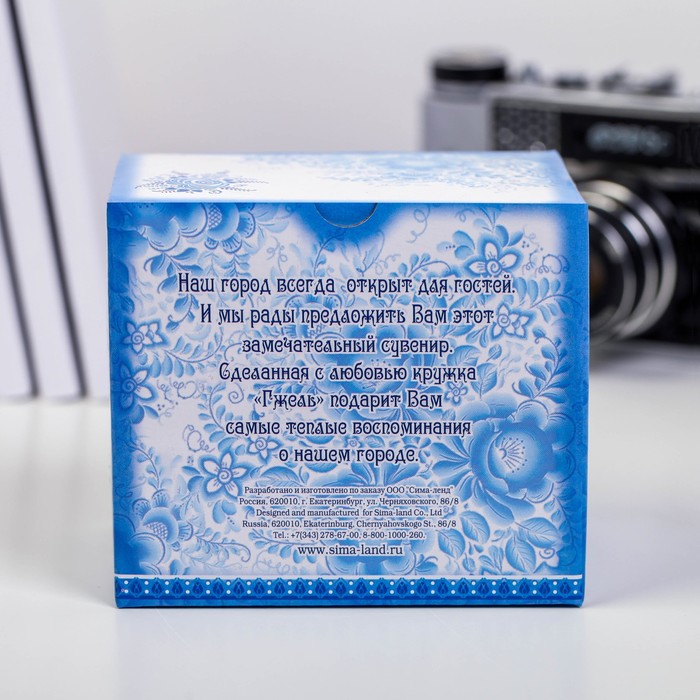 Наш город всегда открыт для гостей.
И мы рады предложить Вам этот
замечательный сувенир.
Сделанная с любовью кружка
«Гжель» подарит Вам
самые теплые воспоминания
о нашем городе.
Разработано и изготовлено по заказу ООО "Сима-ленд"
Россия, 620010, г. Екатеринбург, ул. Черняховского, 86/8
Designed and manufactured for Sima-land Co., Ltd
Russia, 620010, Ekaterinburg, Chernyahovskogo St., 86/8
Tel.: +7(343) 278-67-00, 8-800-1000-260.
www.sima-land.ru